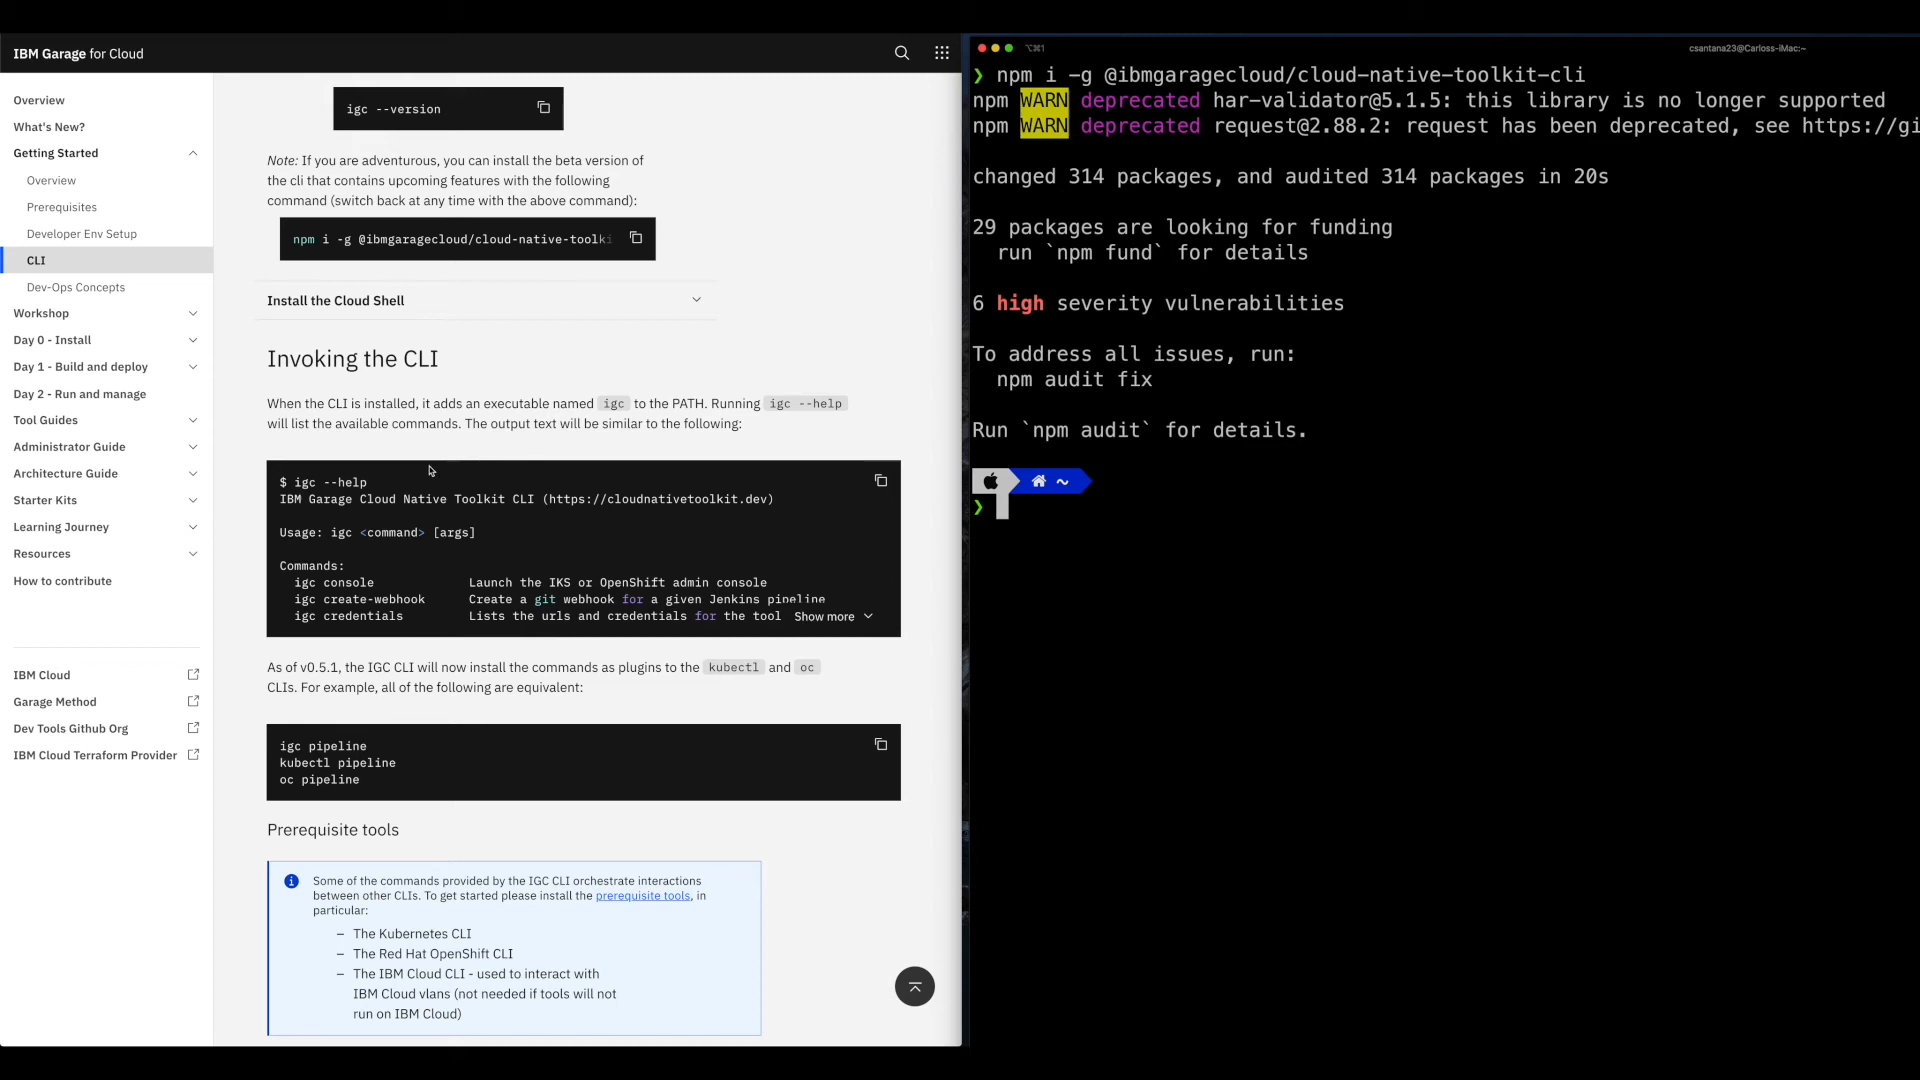 IBM Garage for Cloud
Overview
What's New?
Getting Started
Overview
Prerequisites
Developer Env Setup
CLI
Dev-Ops Concepts
Workshop
Day 0 - Install
Day 1 - Build and deploy
Day 2 - Run and manage
Tool Guides
Administrator Guide
Architecture Guide
Starter Kits
Learning Journey
Resources
How to contribute
IBM Cloud
Garage Method
Dev Tools Github Org
IBM Cloud Terraform Provider
igc --version
Note: If you are adventurous, you can install the beta version of
the cli that contains upcoming features with the following
command (switch back at any time with the above command):
npm i -g @ibmgaragecloud/cloud-native-toolki
Install the Cloud Shell
Invoking the CLI
When the CLI is installed, it adds an executable named igc to the PATH. Running igc --help
will list the available commands. The output text will be similar to the following:
$ igc --help
IBM Garage Cloud Native Toolkit CLI (https://cloudnativetoolkit.dev)
Usage: igc <command> [args]
Commands:
igc console Launch the IKS or OpenShift admin console
igc create-webhook Create a git webhook for a given Jenkins pipeline
igc credentials Lists the urls and credentials for the tool Show more
As of v0.5.1, the IGC CLI will now install the commands as plugins to the kubectl and oc
CLIs. For example, all of the following are equivalent:
igc pipeline
kubectl pipeline
oc pipeline
Prerequisite tools
Some of the commands provided by the IGC CLI orchestrate interactions
between other CLIs. To get started please install the prerequisite tools, in
particular:
– The Kubernetes CLI
– The Red Hat OpenShift CLI
– The IBM Cloud CLI - used to interact with
IBM Cloud vlans (not needed if tools will not
run on IBM Cloud)
⌥⌘1
csantana23@Carloss-iMac:~
❯ npm i -g @ibmgaragecloud/cloud-native-toolkit-cli
npm WARN deprecated har-validator@5.1.5: this library is no longer supported
npm WARN deprecated request@2.88.2: request has been deprecated, see https://gi
changed 314 packages, and audited 314 packages in 20s
29 packages are looking for funding
run `npm fund` for details
6 high severity vulnerabilities
To address all issues, run:
npm audit fix
Run `npm audit` for details.
~
❯